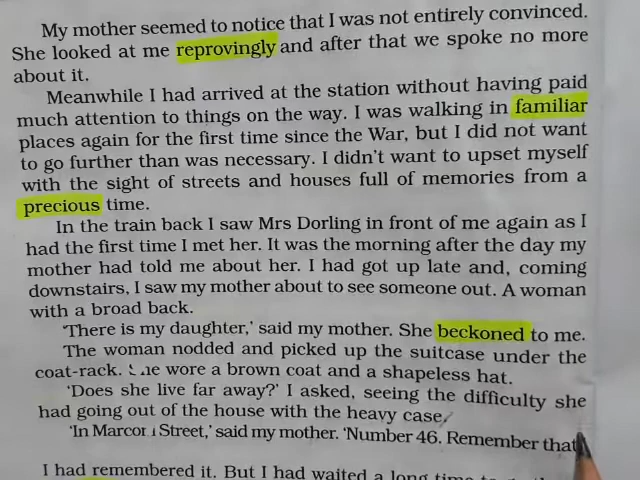 My mother seemed to notice that I was not entirely convinced.
She looked at me reprovingly and after that we spoke no more
about it.
Meanwhile I had arrived at the station without having paid
much attention to things on the way. I was walking in familiar
places again for the first time since the War, but I did not want
to go further than was necessary. I didn't want to upset myself
with the sight of streets and houses full of memories from a
precious time.
In the train back I saw Mrs Dorling in front of me again as I
had the first time I met her. It was the morning after the day my
mother had told me about her. I had got up late and, coming
downstairs, I saw my mother about to see someone out. A woman
with a broad back.
'There is my daughter,' said my mother. She beckoned to me.
The woman nodded and picked up the suitcase under the
coat-rack. She wore a brown coat and a shapeless hat.
'Does she live far away?' I asked, seeing the difficulty she
had going out of the house with the heavy case.
'In Marconi Street,' said my mother. 'Number 46. Remember that
I had remembered it. But I had waited a long time to go